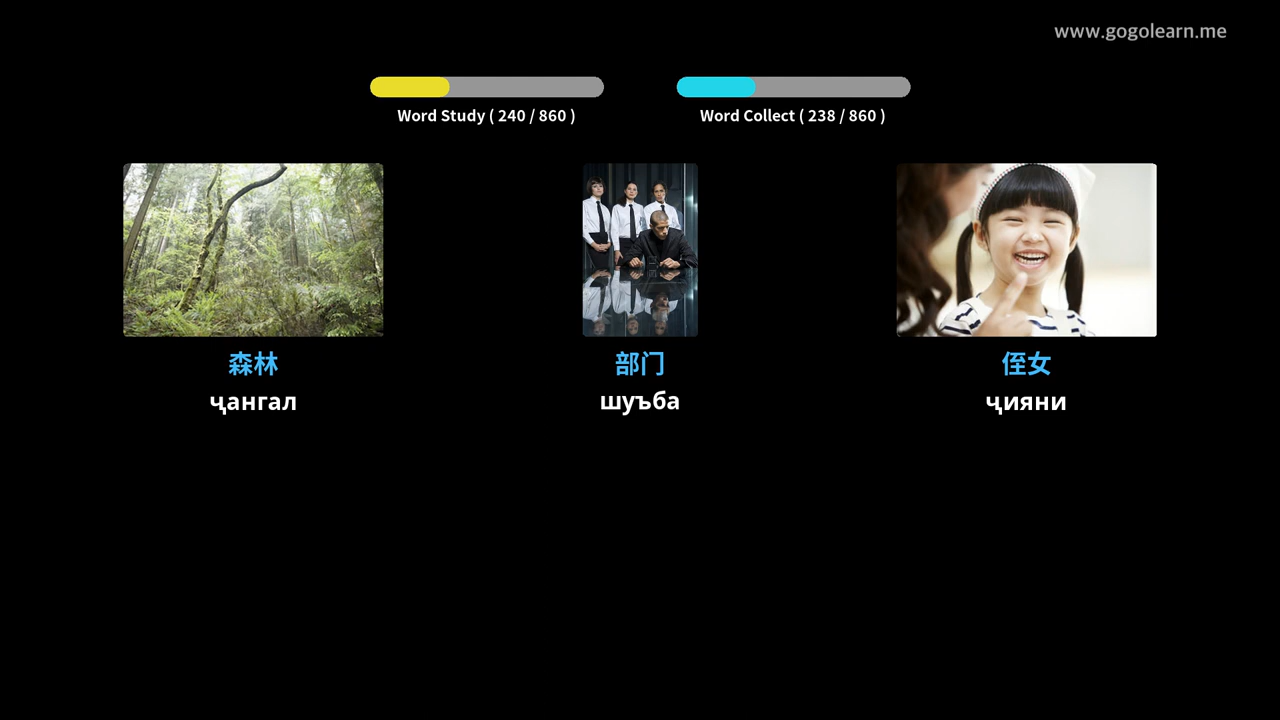 www.gogolearn.me
Word Study ( 240 / 860 )
Word Collect ( 238 / 860 )
森林
ҷангал
部门
шуъба
侄女
ҷияни